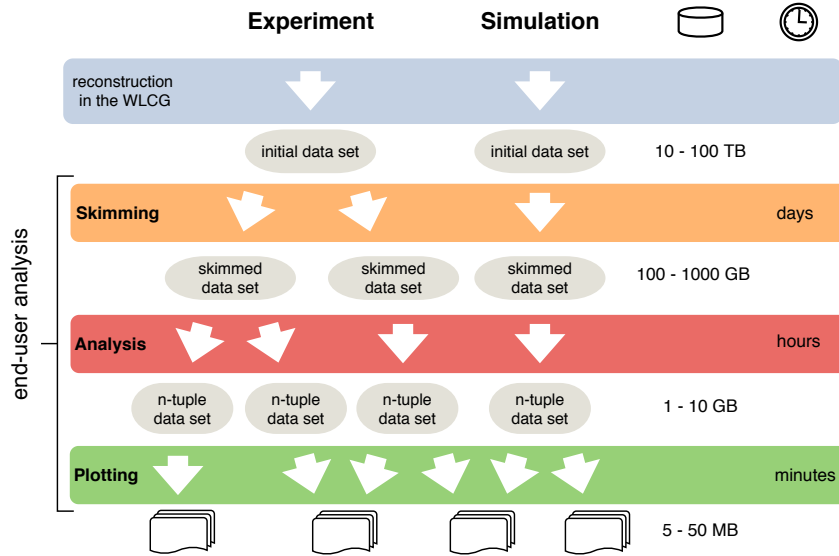 Experiment
Simulation
reconstruction
in the WLCG
initial data set
initial data set
10 - 100 TB
end-user analysis
Skimming
days
skimmed
data set
skimmed
data set
skimmed
data set
100 - 1000 GB
Analysis
hours
n-tuple
data set
n-tuple
data set
n-tuple
data set
n-tuple
data set
1 - 10 GB
Plotting
minutes
5 - 50 MB